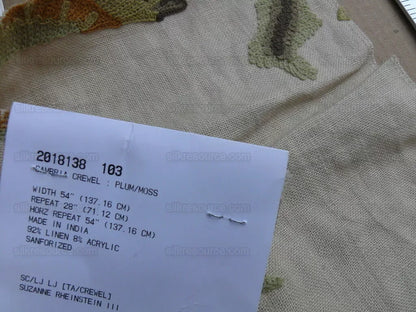 2018138 103
CAMBRIA CREWEL : PLUM/MOSS
WIDTH 54" (137.16 CM)
REPEAT 28" (71.12 CM)
HORZ REPEAT 54" (137.16 CM)
MADE IN INDIA
92% LINEN 8% ACRYLIC
SANFORIZED
SC/LJ LJ [TA/CREWEL]
SUZANNE RHEINSTEIN III
silkresource.com